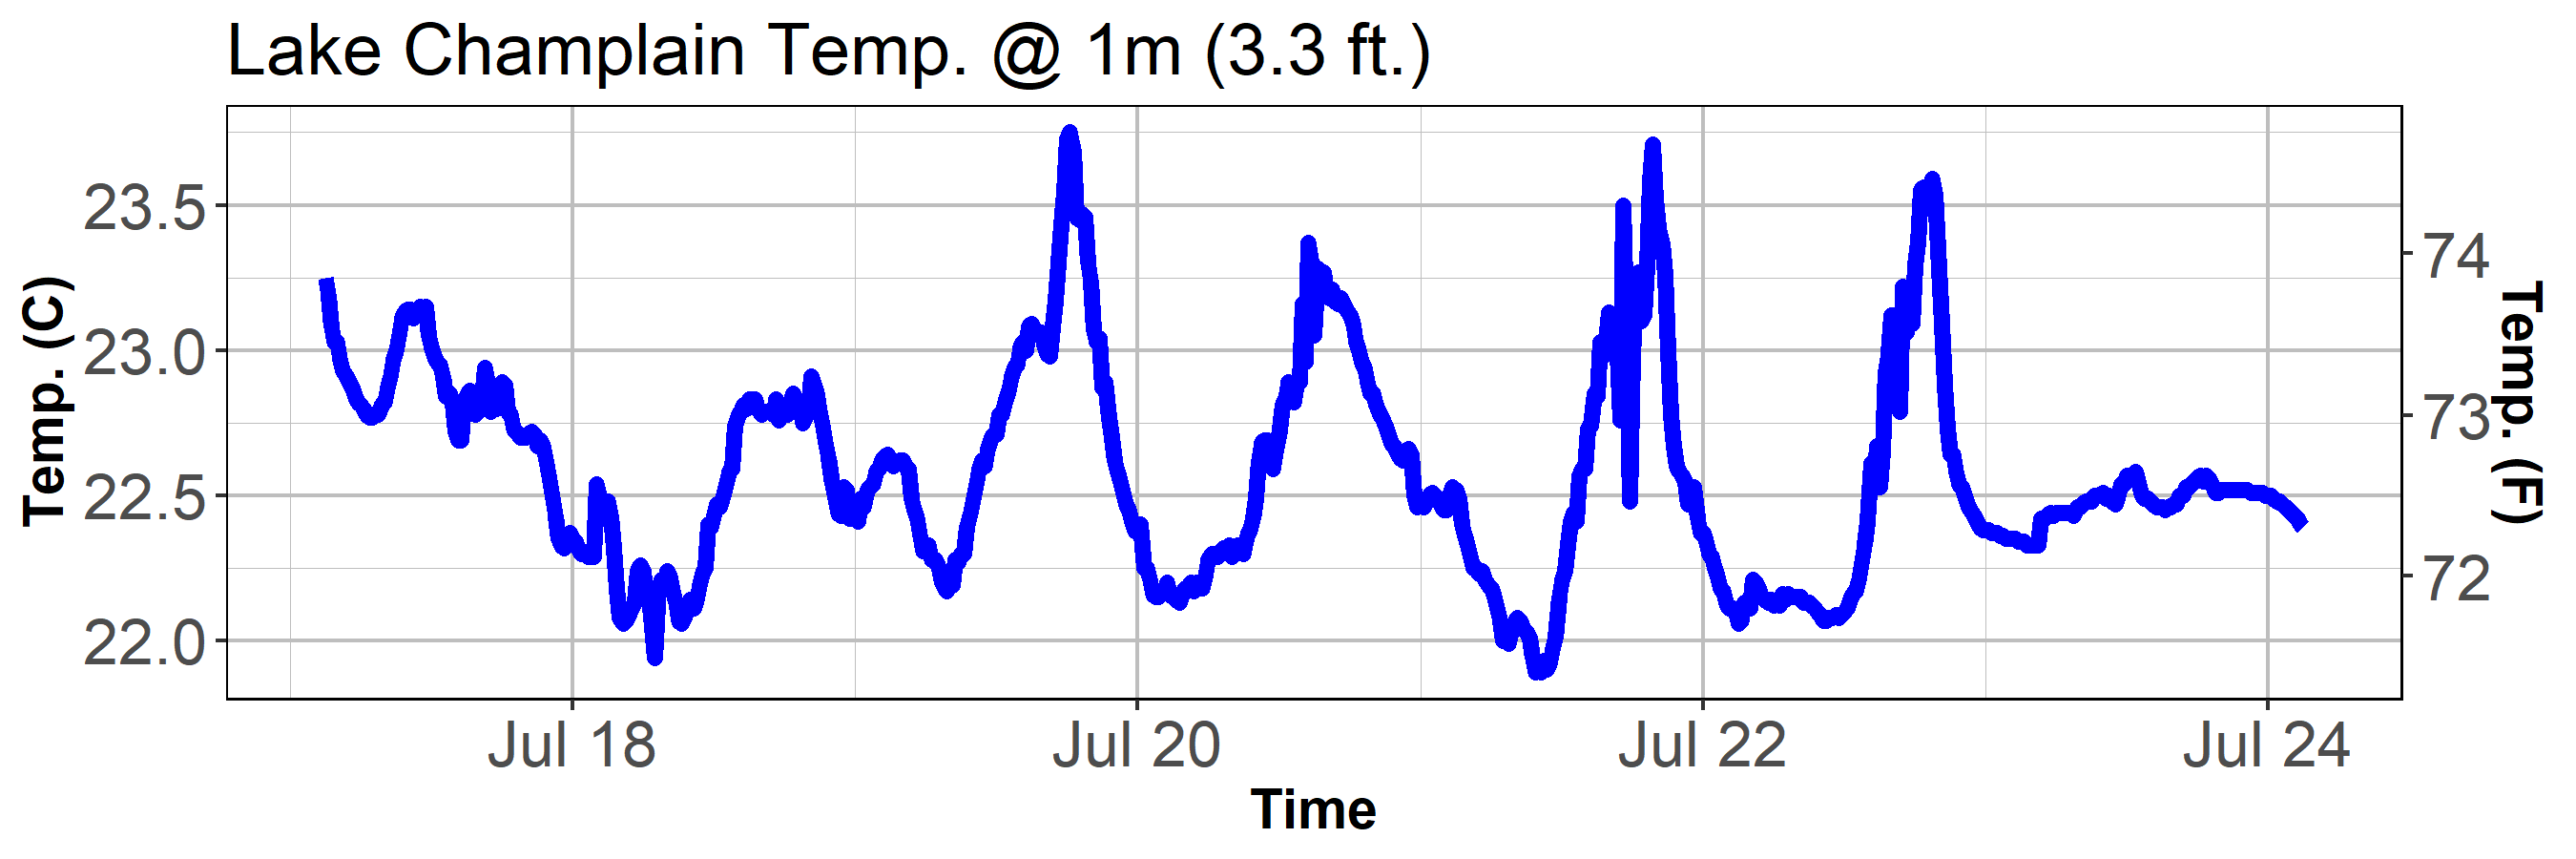 Lake Champlain Temp. @ 1m (3.3 ft.)
Temp. (C)
23.5
23.0
22.5
22.0
74
73
72
Temp. (F)
Jul 18
Jul 20
Jul 22
Jul 24
Time